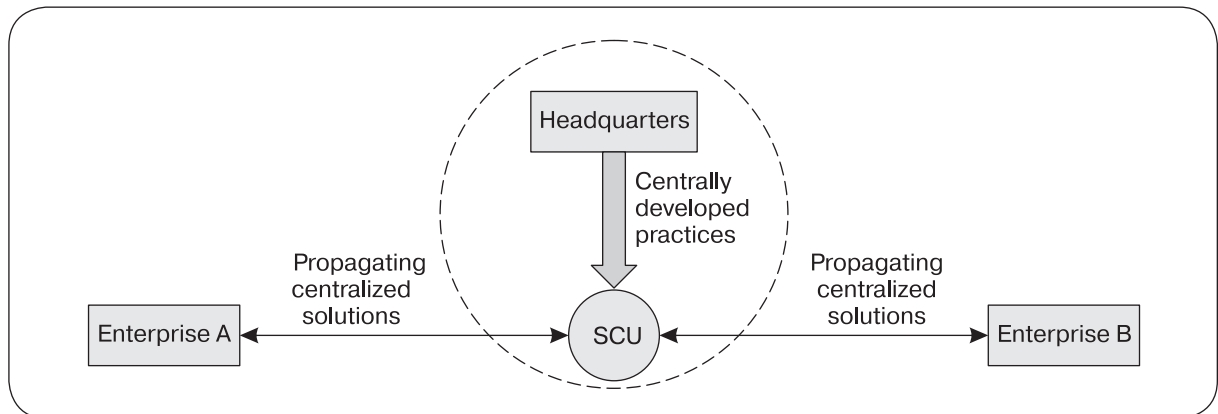 Headquarters
Centrally
developed
practices
Propagating
centralized
solutions
Propagating
centralized
solutions
Enterprise A
SCU
Enterprise B